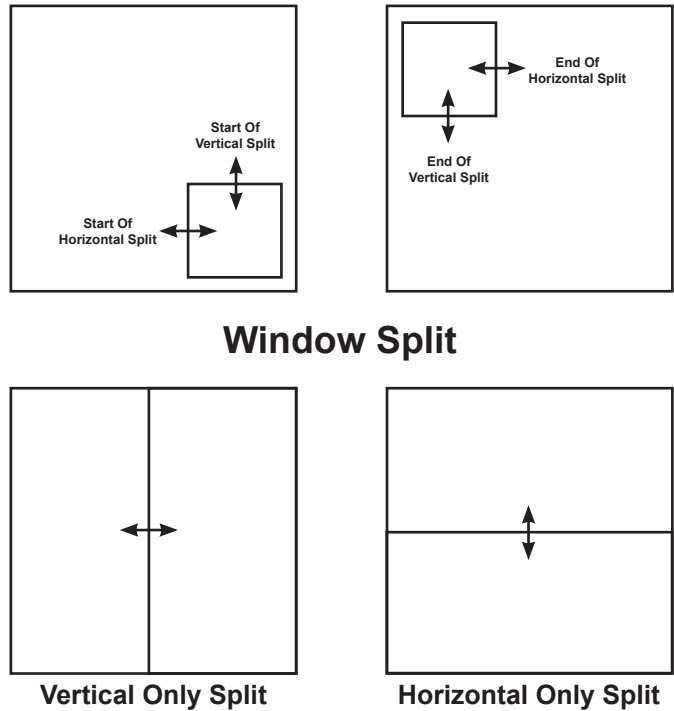 Start Of
Vertical Split
Start Of
Horizontal Split
End Of
Horizontal Split
End Of
Vertical Split
Window Split
Vertical Only Split
Horizontal Only Split